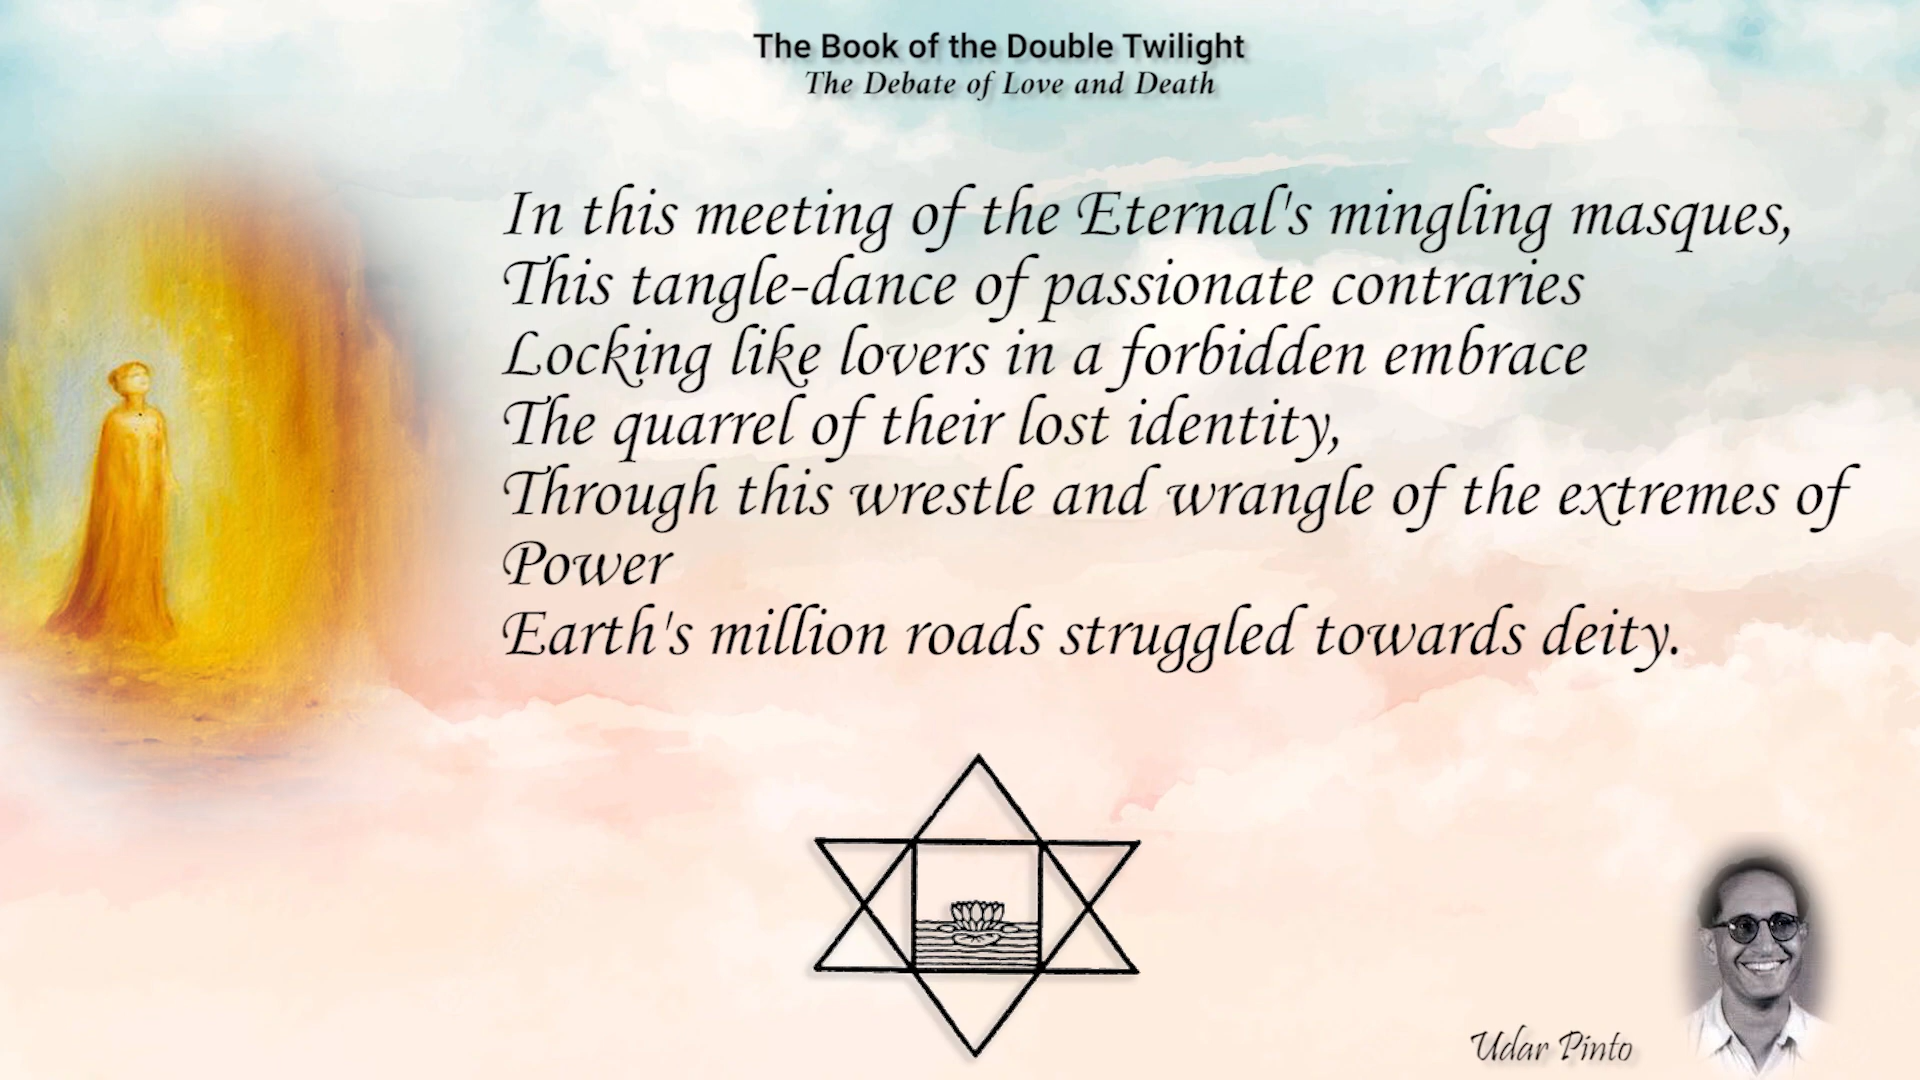 The Book of the Double Twilight
The Debate of Love and Death
In this meeting of the Eternal's mingling masques,
This tangle-dance of passionate contraries
Locking like lovers in a forbidden embrace
The quarrel of their lost identity,
Through this wrestle and wrangle of the extremes of
Power
Earth's million roads struggled towards deity.
Udar Pinto